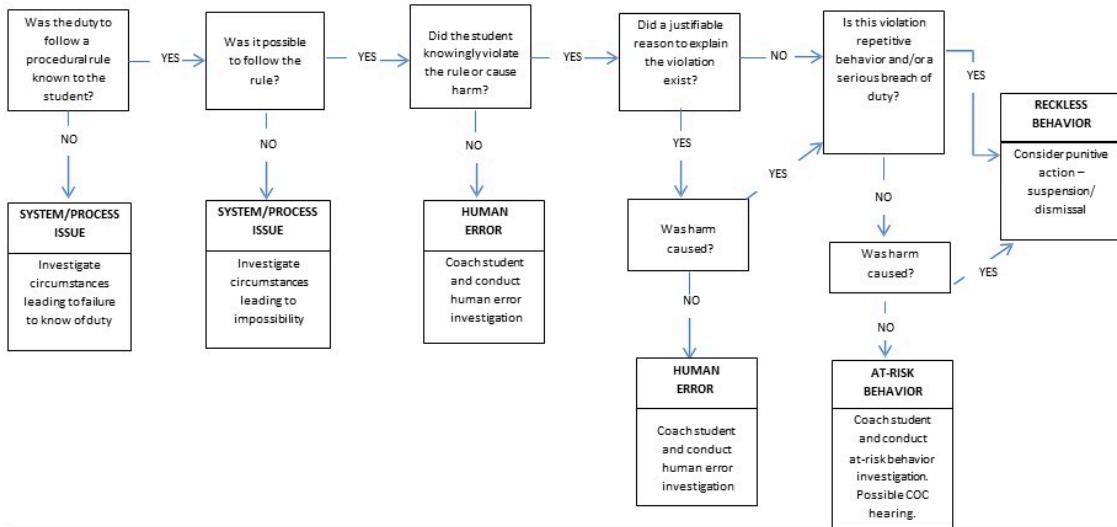 Was the duty to
follow a
procedural rule
known to the
student?
YES
NO
SYSTEM/PROCESS
ISSUE
Investigate
circumstances
leading to failure
to know of duty
Was it possible
to follow the
rule?
YES
NO
SYSTEM/PROCESS
ISSUE
Investigate
circumstances
leading to
impossibility
Did the student
knowingly violate
the rule or cause
harm?
YES
NO
HUMAN
ERROR
Coach student
and conduct
human error
investigation
Did a justifiable
reason to explain
the violation
exist?
NO
YES
Was harm
caused?
YES
NO
HUMAN
ERROR
Coach student
and conduct
human error
investigation
Is this violation
repetitive
behavior and/or a
serious breach of
duty?
YES
NO
Was harm
caused?
YES
NO
AT-RISK
BEHAVIOR
Coach student
and conduct
at-risk behavior
investigation.
Possible COC
hearing.
RECKLESS
BEHAVIOR
Consider punitive
action –
suspension/
dismissal